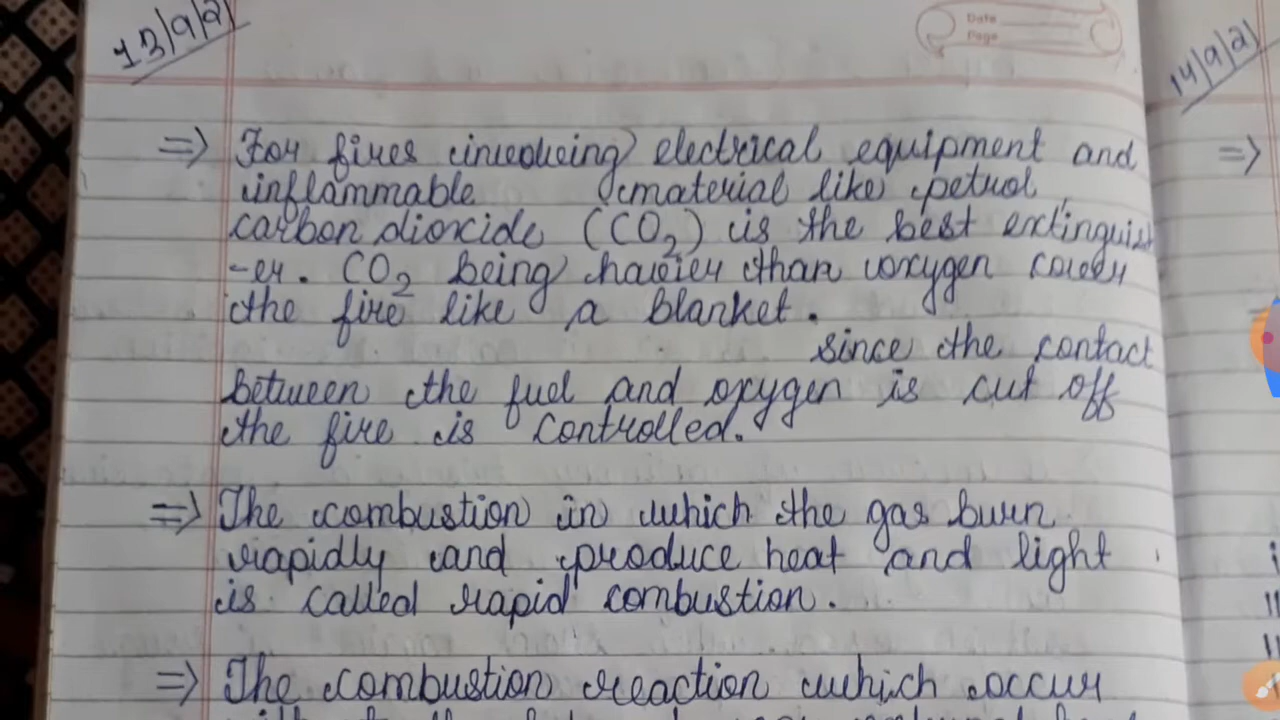 13/9/21
Date
Page
14/9/21
=> For fires involving electrical equipment and =>
inflammable material like petrol,
carbon dioxide (CO₂) is the best extinguish
-er. CO₂ being havier than oxygen cover
the fire like a blanket.
since the contact
between the fuel and oxygen is cut off
the fire is controlled.
=> The combustion in which the gas burn
rapidly and produce heat and light
is called rapid combustion.
=> The combustion reaction which occur